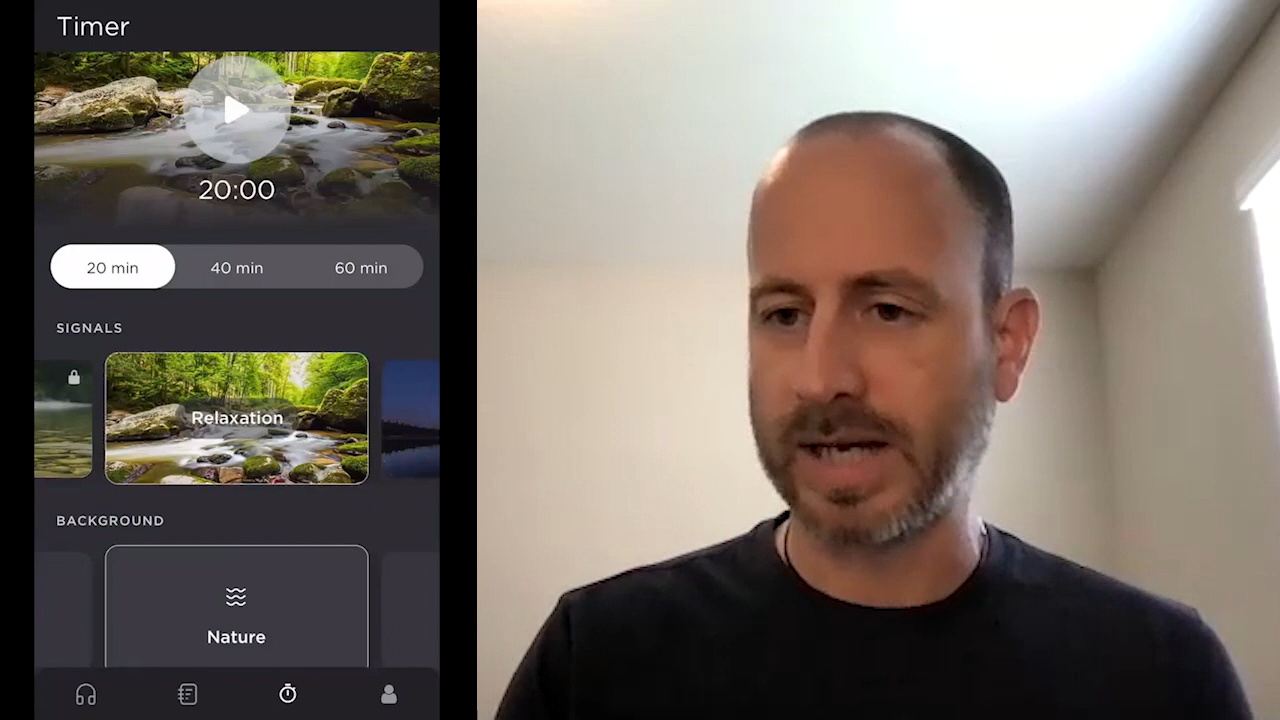 Timer
20:00
20 min 40 min 60 min
SIGNALS
Relaxation
BACKGROUND
Nature